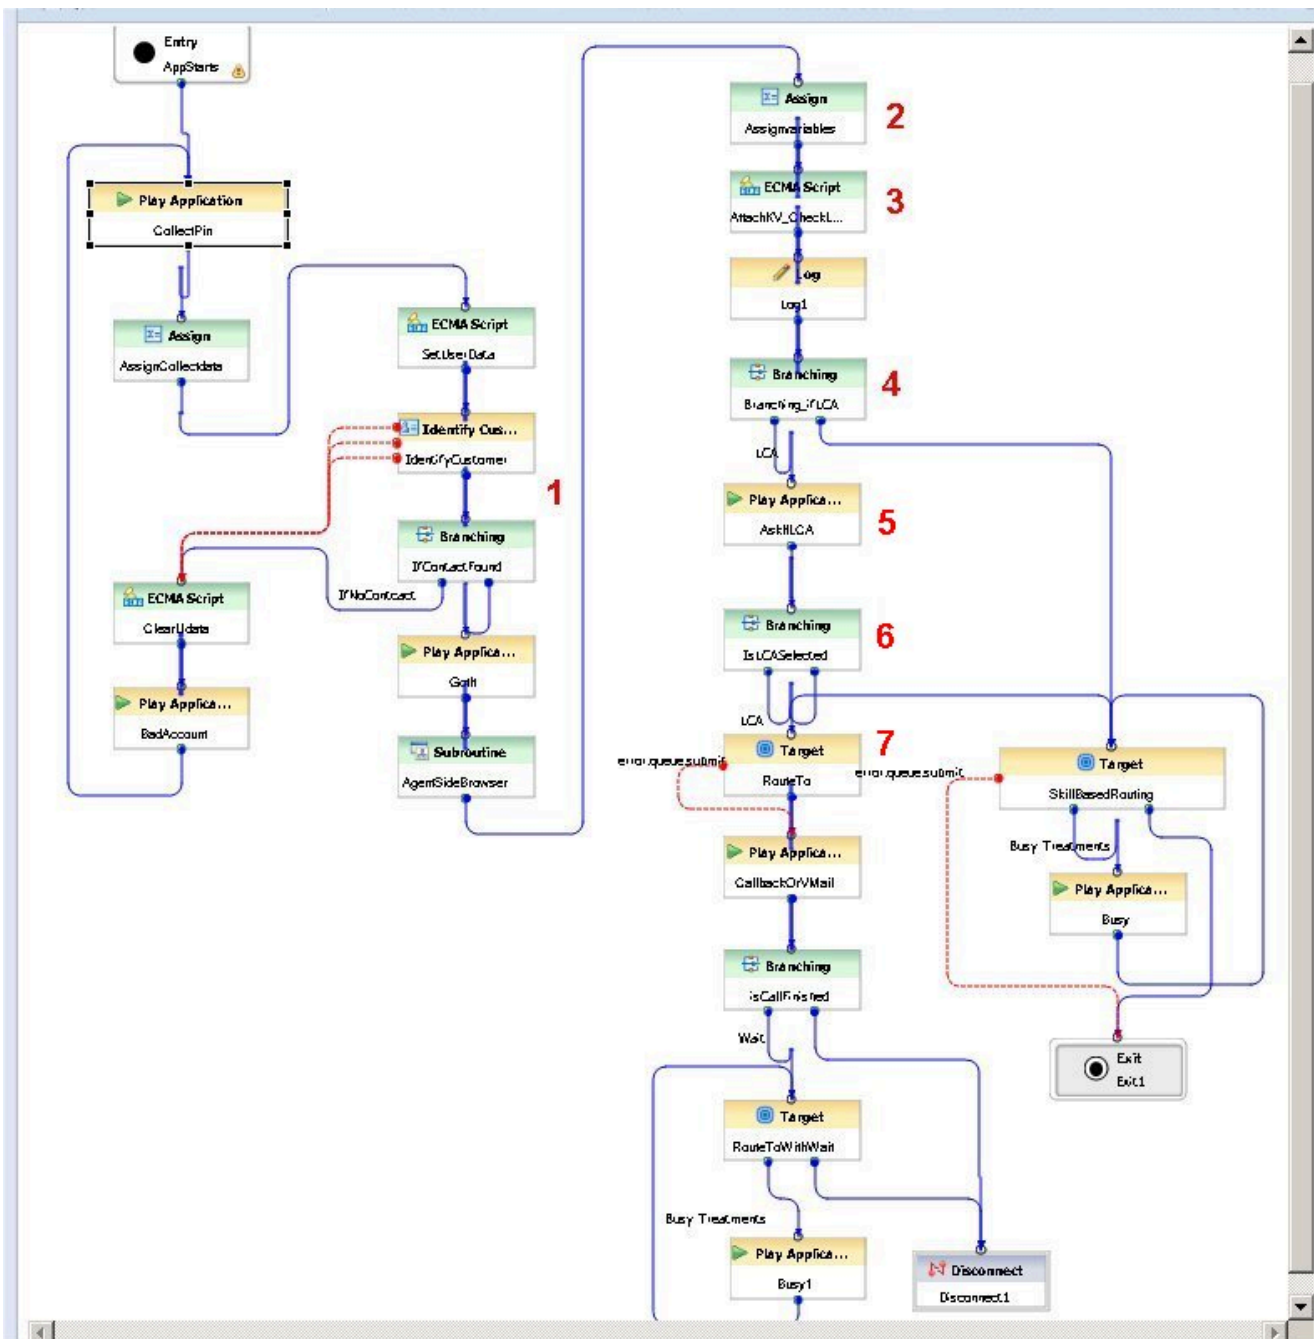 Entry
AppStarts
Play Application
CollectPin
Assign
AssignCollectdata
ECMA Script
SetUserData
Identify Cus...
IdentifyCustomer
1
Branching
IfContactFound
IfNoContact
ECMA Script
ClearUdata
Play Applica...
BadAccount
Play Applica...
Subroutine
AgentSideBrowser
Assign
Assignvariables
2
ECMA Script
AttachKV_CheckL...
3
Log
Log1
Branching
Branching_ifLCA
4
LCA
Play Applica...
AskIfLCA
5
Branching
IsLCASelected
6
LCA
Target
RouteTo
7
error.queue.submit
Target
SkillBasedRouting
error.queue.submit
Busy Treatments
Play Applica...
Busy
Play Applica...
CallbackOrVMail
Branching
isCallFinished
Wait
Exit
Exit1
Target
RouteToWithWait
Busy Treatments
Play Applica...
Busy1
Disconnect
Disconnect1